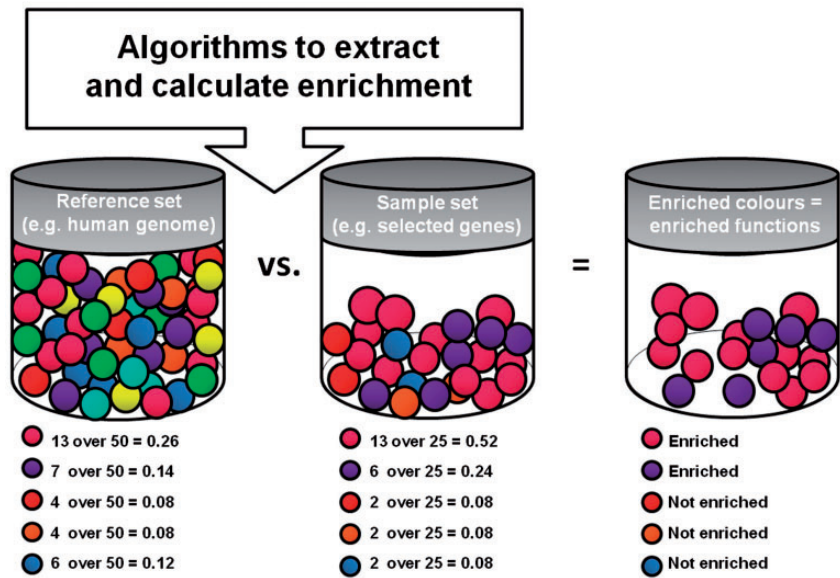 Algorithms to extract
and calculate enrichment
Reference set
(e.g. human genome)
vs.
Sample set
(e.g. selected genes)
=
Enriched colours =
enriched functions
13 over 50 = 0.26
7 over 50 = 0.14
4 over 50 = 0.08
4 over 50 = 0.08
6 over 50 = 0.12
13 over 25 = 0.52
6 over 25 = 0.24
2 over 25 = 0.08
2 over 25 = 0.08
2 over 25 = 0.08
Enriched
Enriched
Not enriched
Not enriched
Not enriched